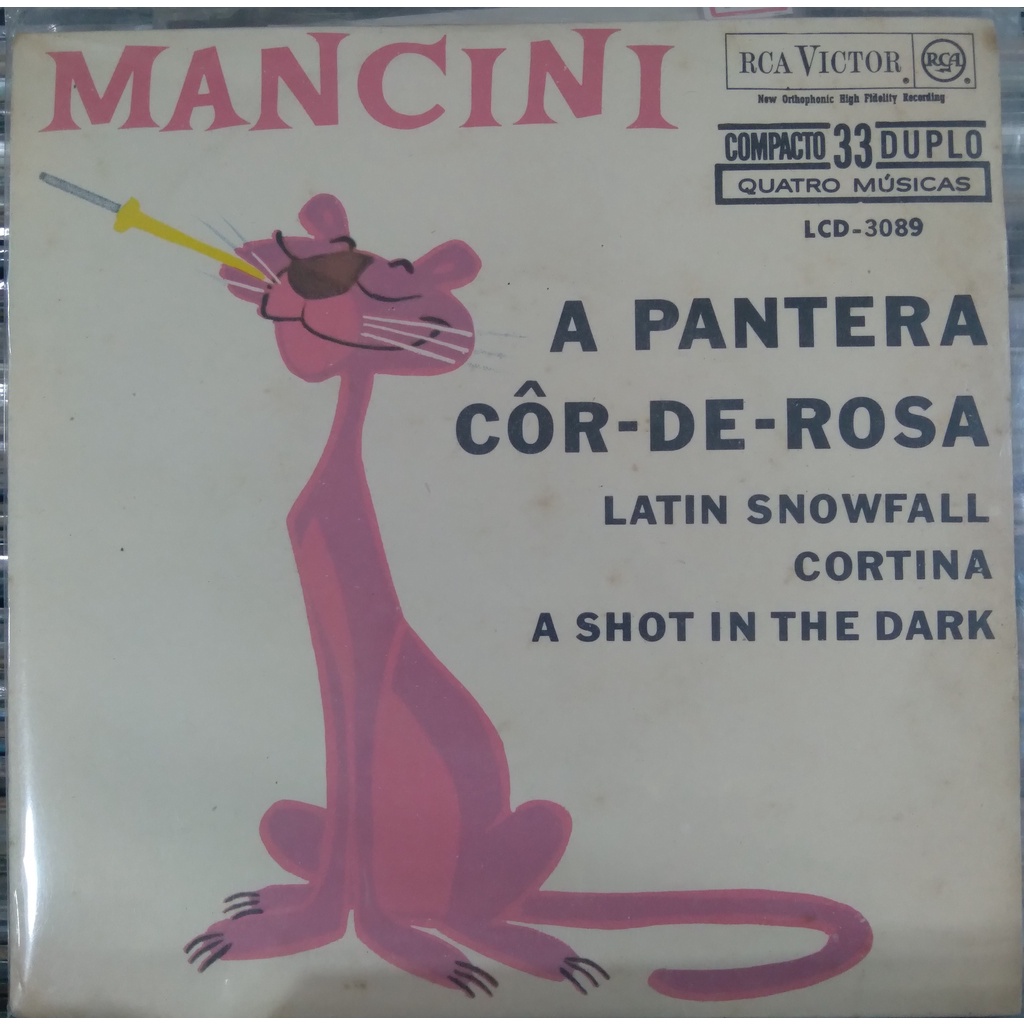 MANCINI
RCA VICTOR
RCA
New Orthophonic High Fidelity Recording
COMPACTO 33 DUPLO
QUATRO MÚSICAS
LCD-3089
A PANTERA
CÔR-DE-ROSA
LATIN SNOWFALL
CORTINA
A SHOT IN THE DARK